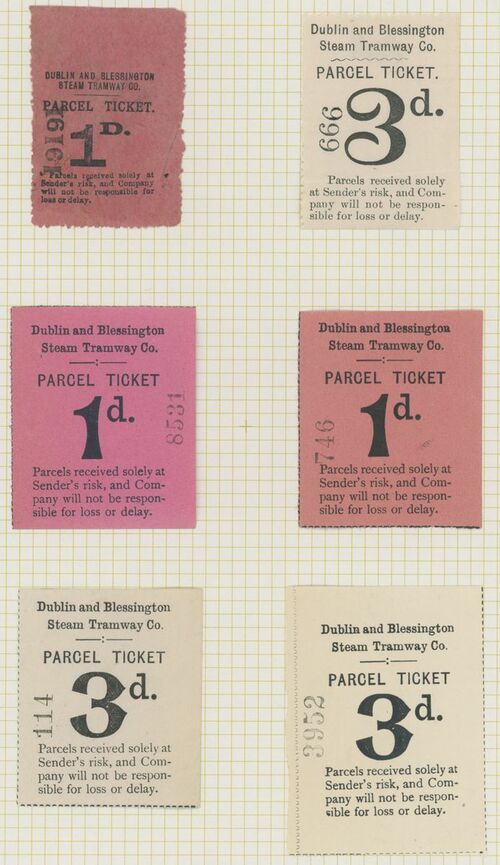 DUBLIN AND BLESSINGTON
STEAM TRAMWAY CO.
PARCEL TICKET.
1D.
19191
Parcels received solely at
Sender's risk, and Company
will not be responsible for
loss or delay.
Dublin and Blessington
Steam Tramway Co.
PARCEL TICKET.
3d.
999
Parcels received solely
at Sender's risk, and Com-
pany will not be respon-
sible for loss or delay.
Dublin and Blessington
Steam Tramway Co.
PARCEL TICKET
1d.
8531
Parcels received solely at
Sender's risk, and Com-
pany will not be respon-
sible for loss or delay.
Dublin and Blessington
Steam Tramway Co.
PARCEL TICKET
1d.
746
Parcels received solely at
Sender's risk, and Com-
pany will not be respon-
sible for loss or delay.
Dublin and Blessington
Steam Tramway Co.
PARCEL TICKET
3d.
114
Parcels received solely at
Sender's risk, and Com-
pany will not be respon-
sible for loss or delay.
Dublin and Blessington
Steam Tramway Co.
PARCEL TICKET
3d.
3952
Parcels received solely at
Sender's risk, and Com-
pany will not be respon-
sible for loss or delay.